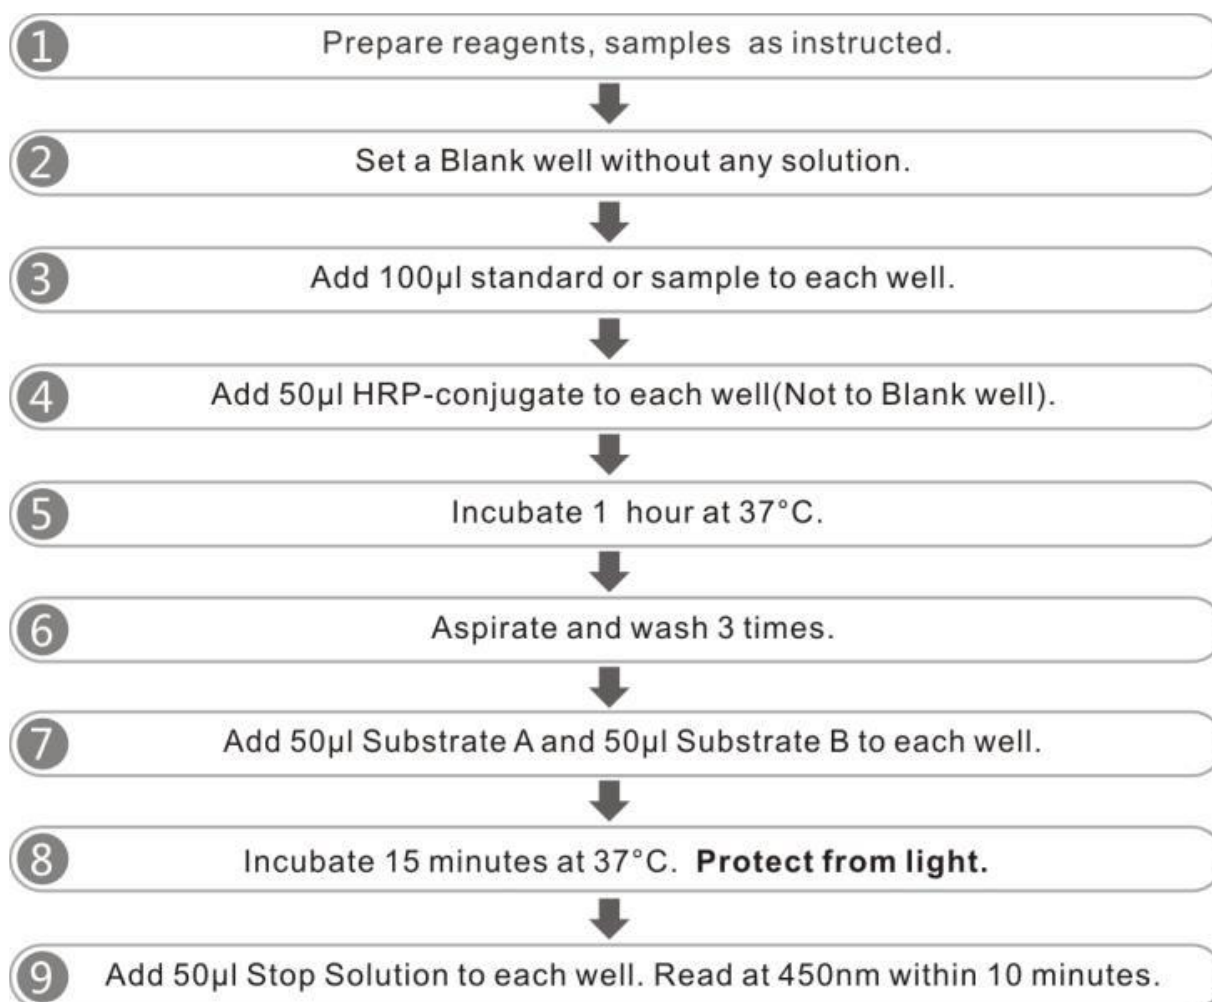 1 Prepare reagents, samples as instructed.
2 Set a Blank well without any solution.
3 Add 100µl standard or sample to each well.
4 Add 50µl HRP-conjugate to each well(Not to Blank well).
5 Incubate 1 hour at 37°C.
6 Aspirate and wash 3 times.
7 Add 50µl Substrate A and 50µl Substrate B to each well.
8 Incubate 15 minutes at 37°C. Protect from light.
9 Add 50µl Stop Solution to each well. Read at 450nm within 10 minutes.